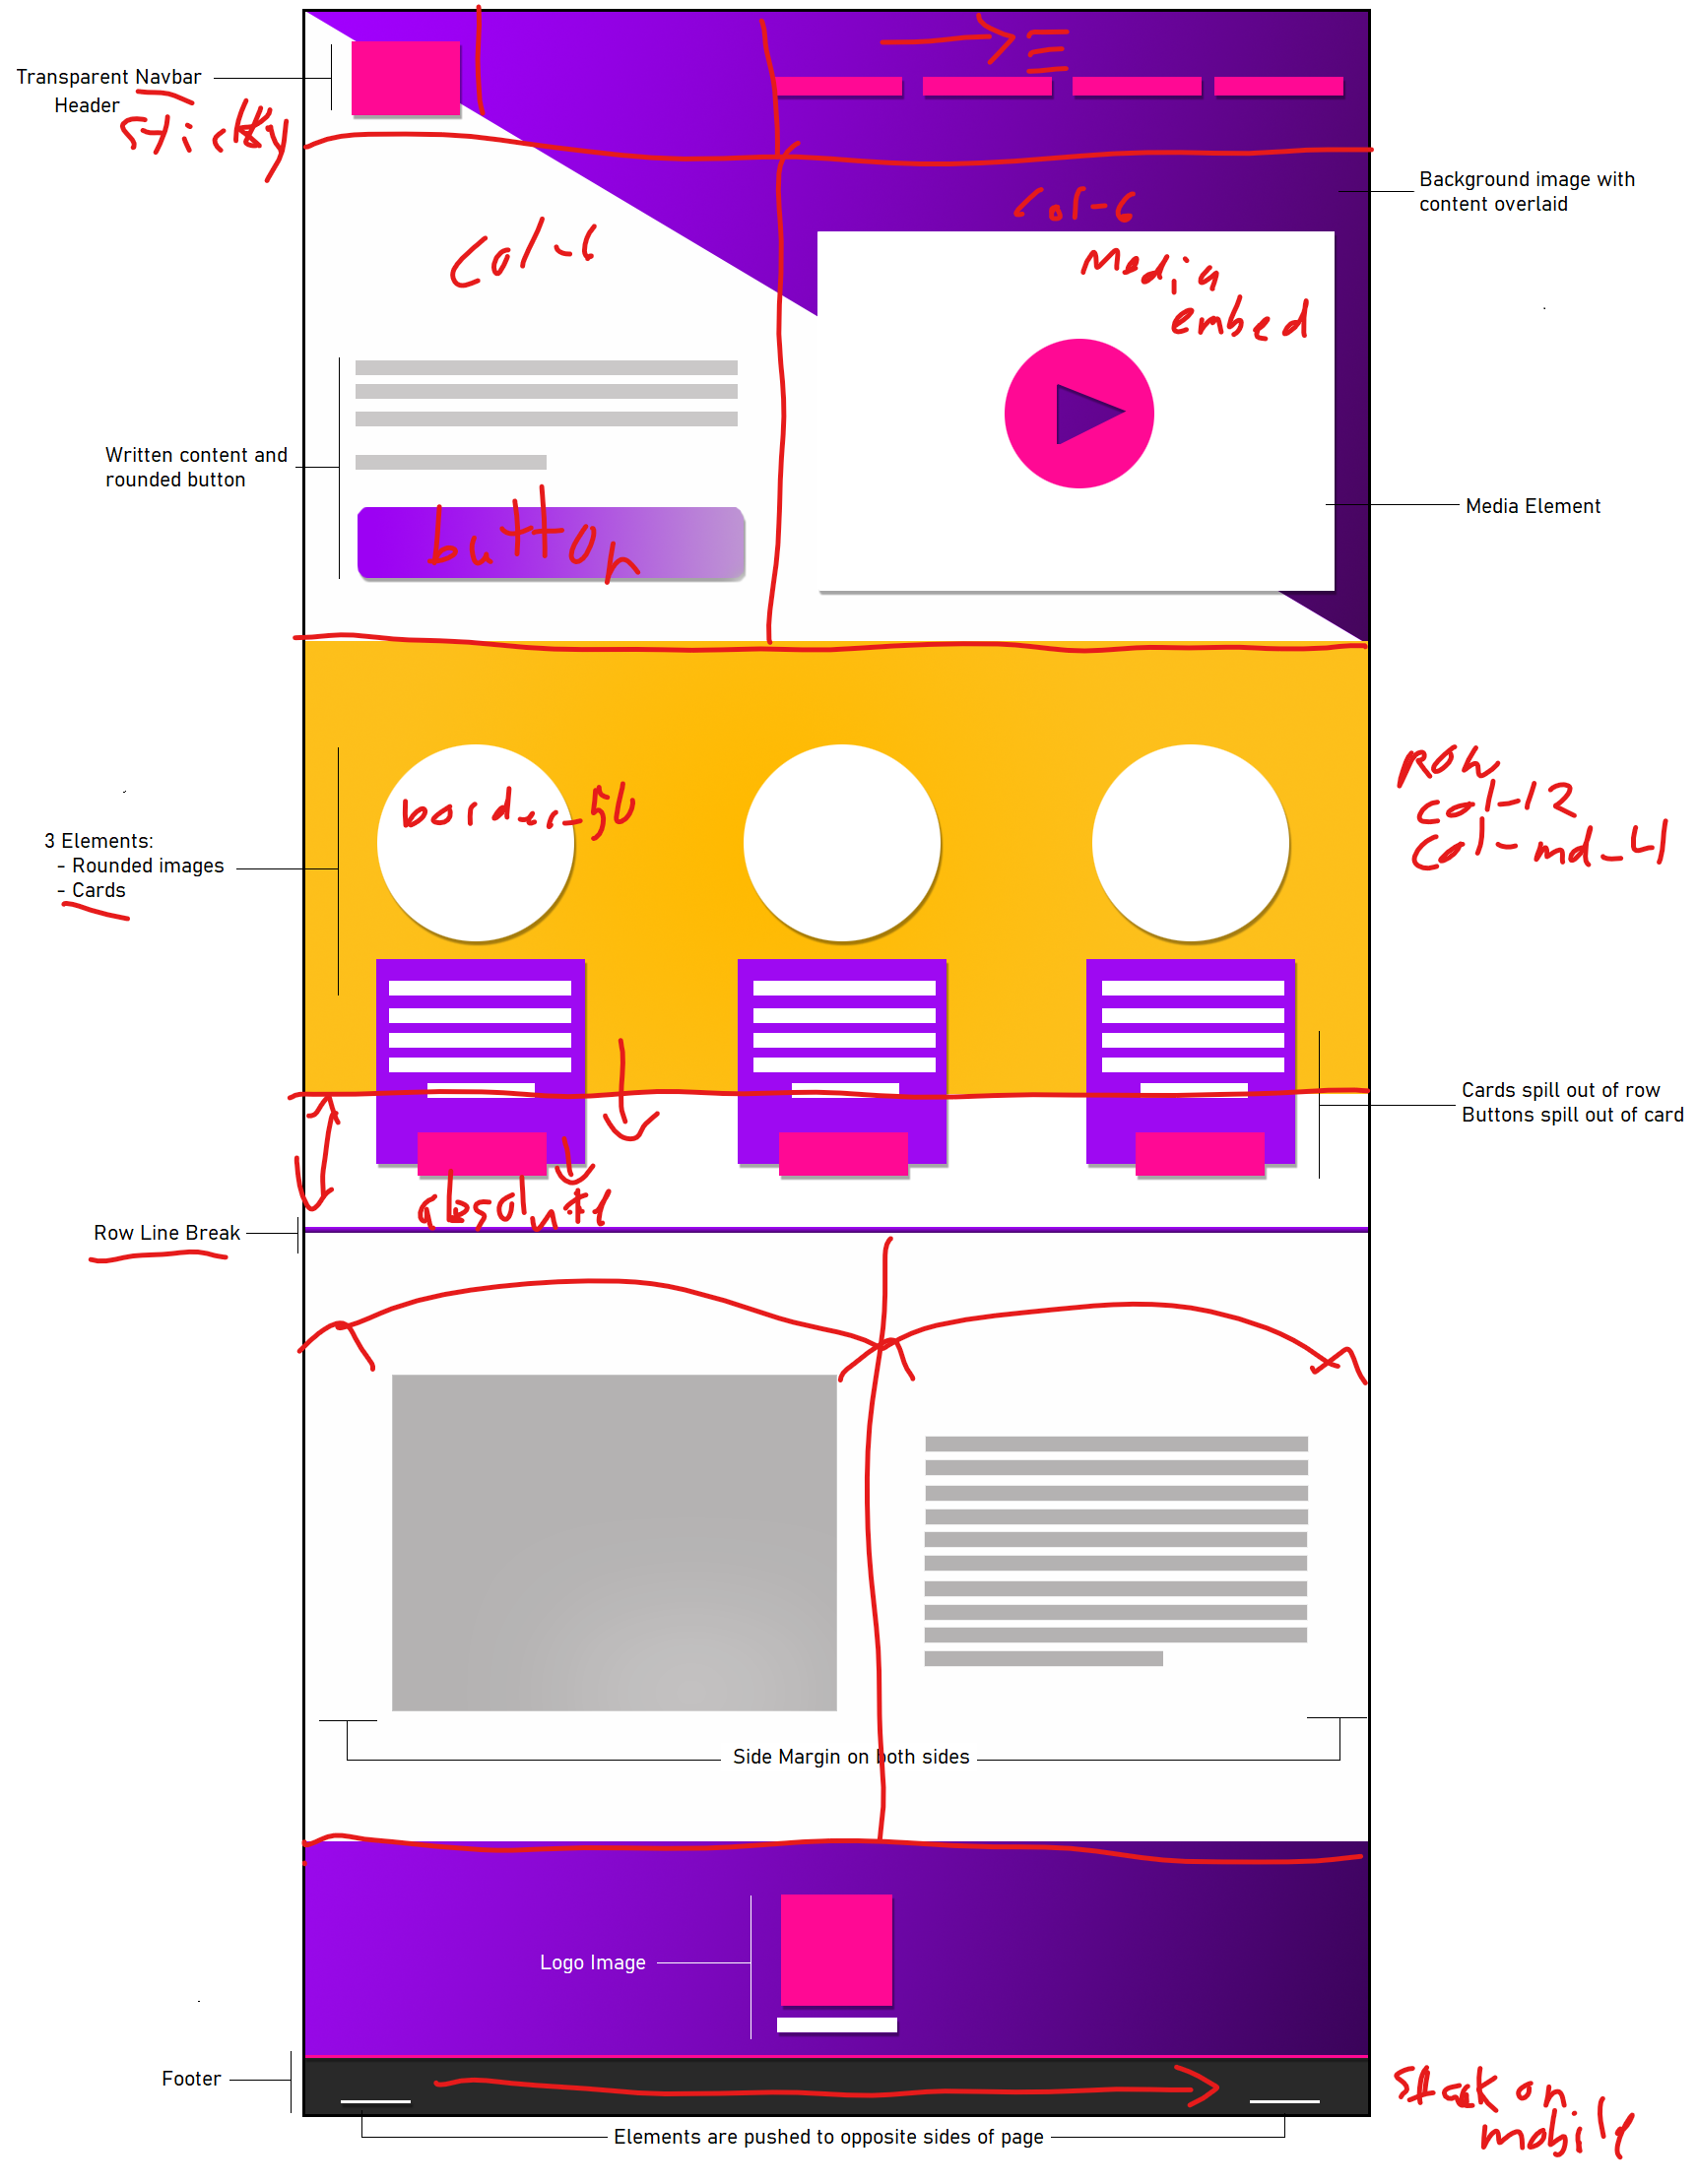 Transparent Navbar
Header
sticky
Background image with
content overlaid
col-6
col-6
Media
embed
Written content and
rounded button
button
Media Element
3 Elements:
- Rounded images
- Cards
border-50
row
col-12
col-md-4
Cards spill out of row
Buttons spill out of card
absolute
Row Line Break
Side Margin on both sides
Logo Image
Footer
stack on
mobile
Elements are pushed to opposite sides of page